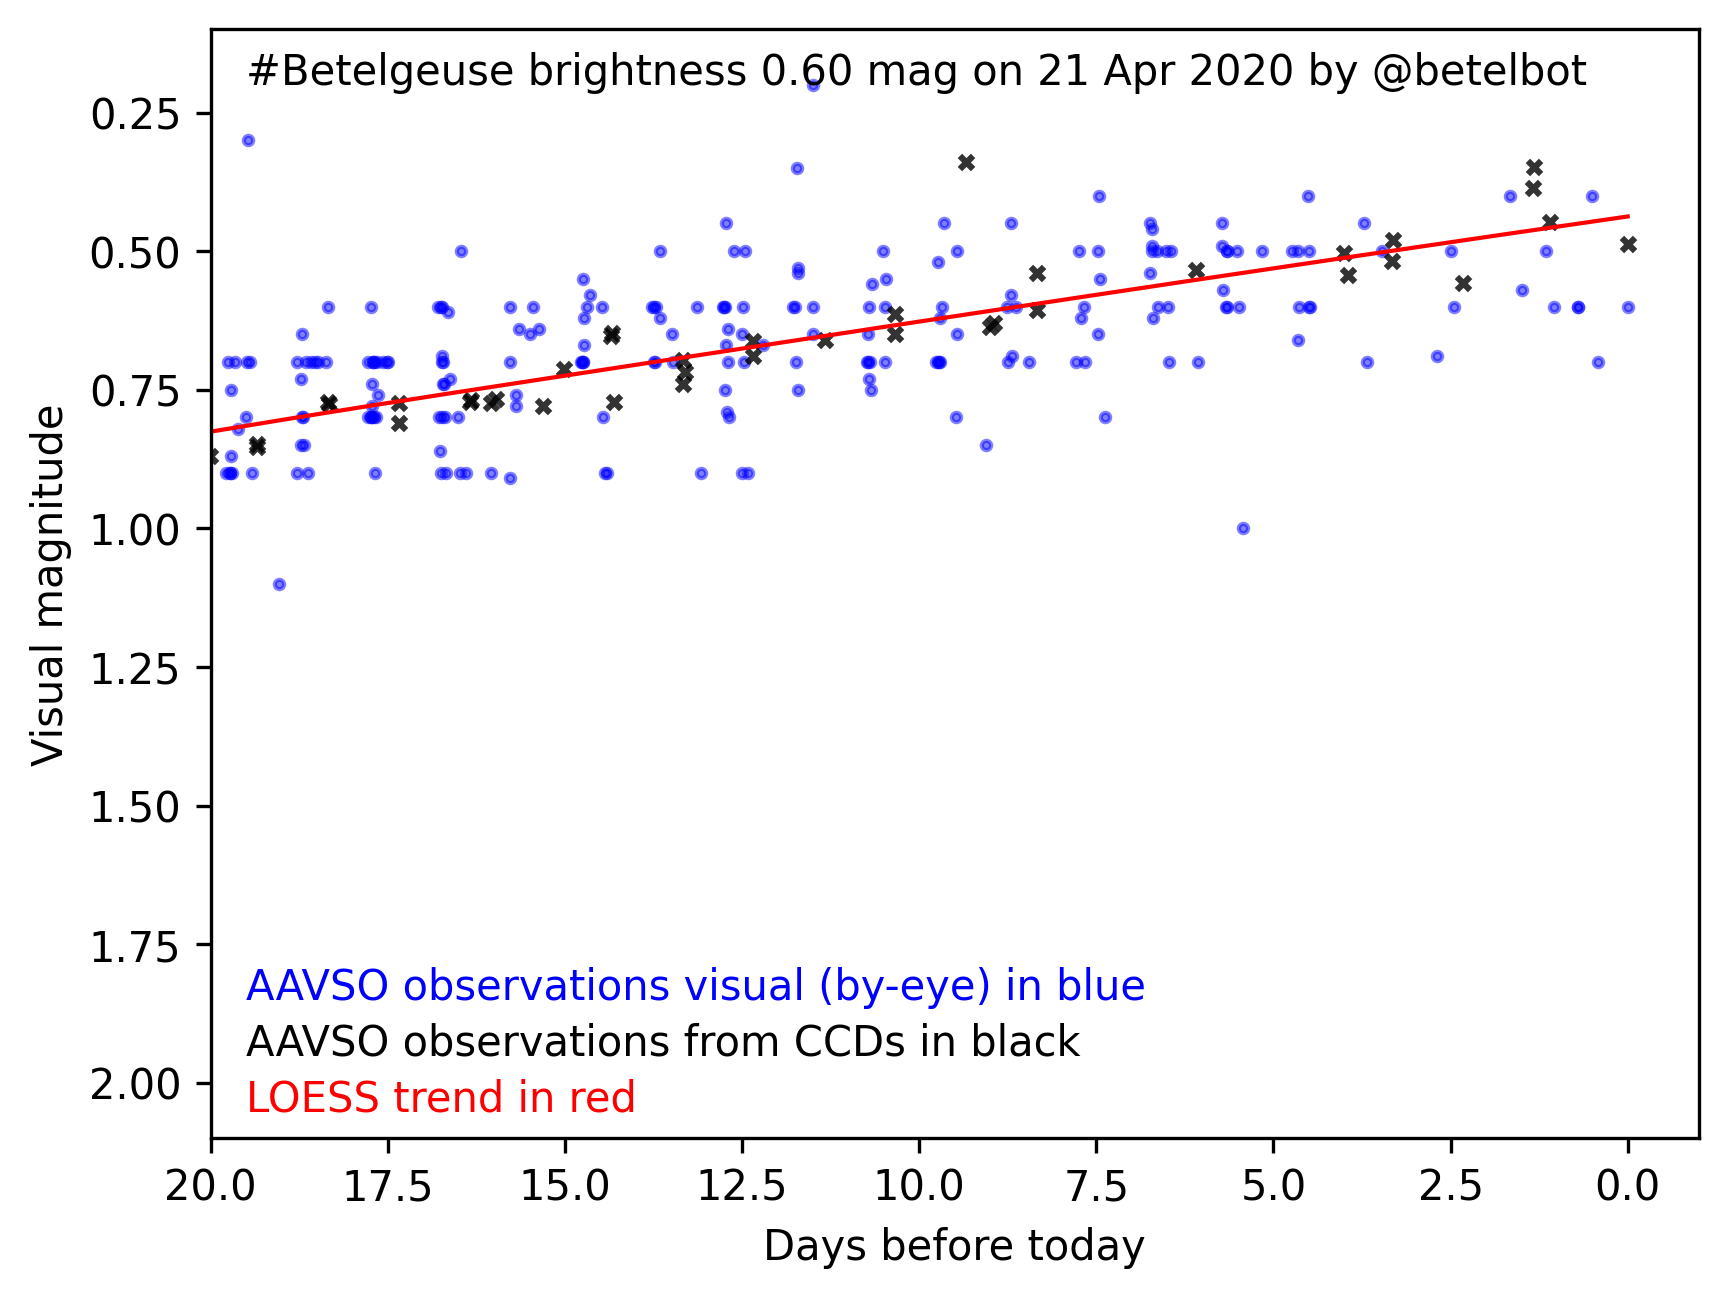 #Betelgeuse brightness 0.60 mag on 21 Apr 2020 by @betelbot
0.25
0.50
0.75
1.00
1.25
1.50
1.75
2.00
Visual magnitude
AAVSO observations visual (by-eye) in blue
AAVSO observations from CCDs in black
LOESS trend in red
20.0 17.5 15.0 12.5 10.0 7.5 5.0 2.5 0.0
Days before today